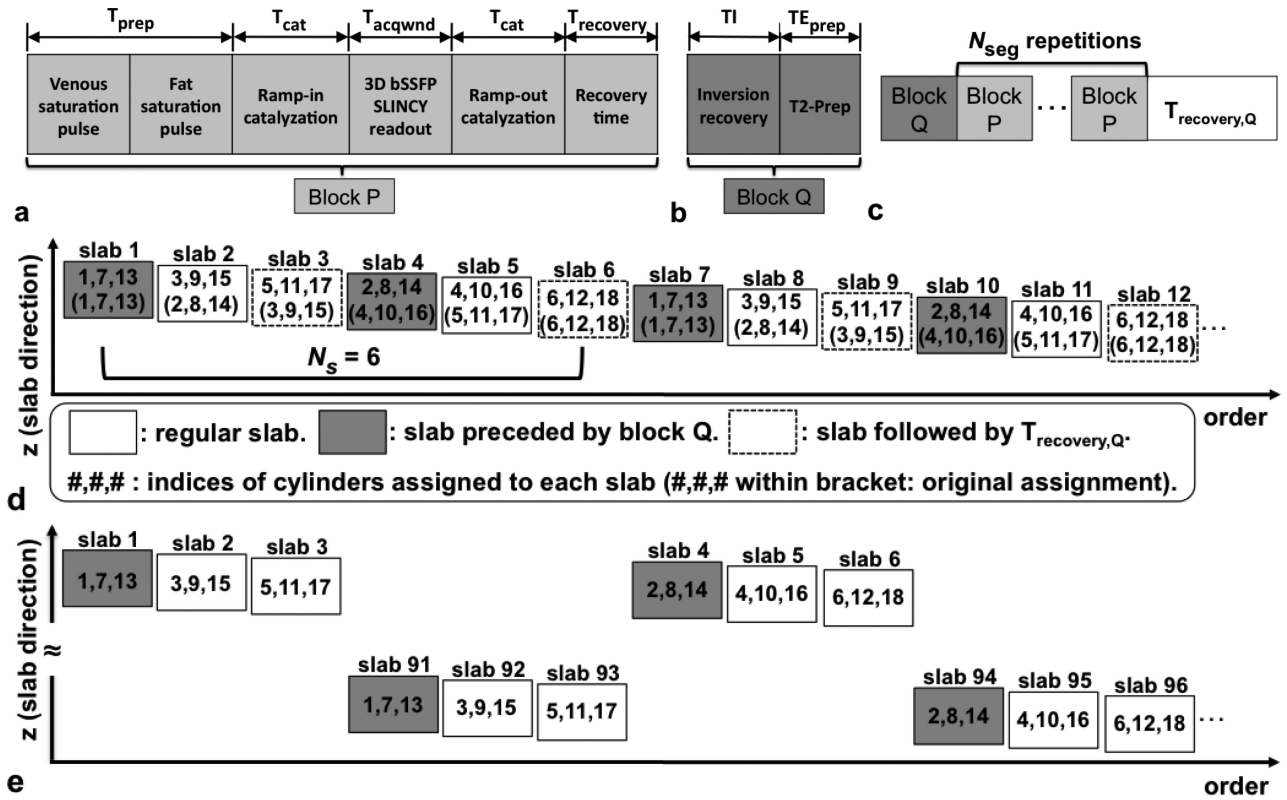 T_prep T_cat T_acqwnd T_cat T_recovery
Venous saturation pulse
Fat saturation pulse
Ramp-in catalyzation
3D bSSFP SLINCY readout
Ramp-out catalyzation
Recovery time
Block P
a
TI TE_prep
Inversion recovery
T2-Prep
Block Q
b
N_seg repetitions
Block Q
Block P
...
Block P
T_recovery,Q
c
z (slab direction)
slab 1
1,7,13
(1,7,13)
slab 2
3,9,15
(2,8,14)
slab 3
5,11,17
(3,9,15)
slab 4
2,8,14
(4,10,16)
slab 5
4,10,16
(5,11,17)
slab 6
6,12,18
(6,12,18)
slab 7
1,7,13
(1,7,13)
slab 8
3,9,15
(2,8,14)
slab 9
5,11,17
(3,9,15)
slab 10
2,8,14
(4,10,16)
slab 11
4,10,16
(5,11,17)
slab 12
6,12,18
(6,12,18)
...
N_s = 6
order
: regular slab. : slab preceded by block Q. : slab followed by T_recovery,Q.
#,#,# : indices of cylinders assigned to each slab (#,#,# within bracket: original assignment).
d
z (slab direction)
≈
slab 1
1,7,13
slab 2
3,9,15
slab 3
5,11,17
slab 91
1,7,13
slab 92
3,9,15
slab 93
5,11,17
slab 4
2,8,14
slab 5
4,10,16
slab 6
6,12,18
slab 94
2,8,14
slab 95
4,10,16
slab 96
6,12,18
...
order
e